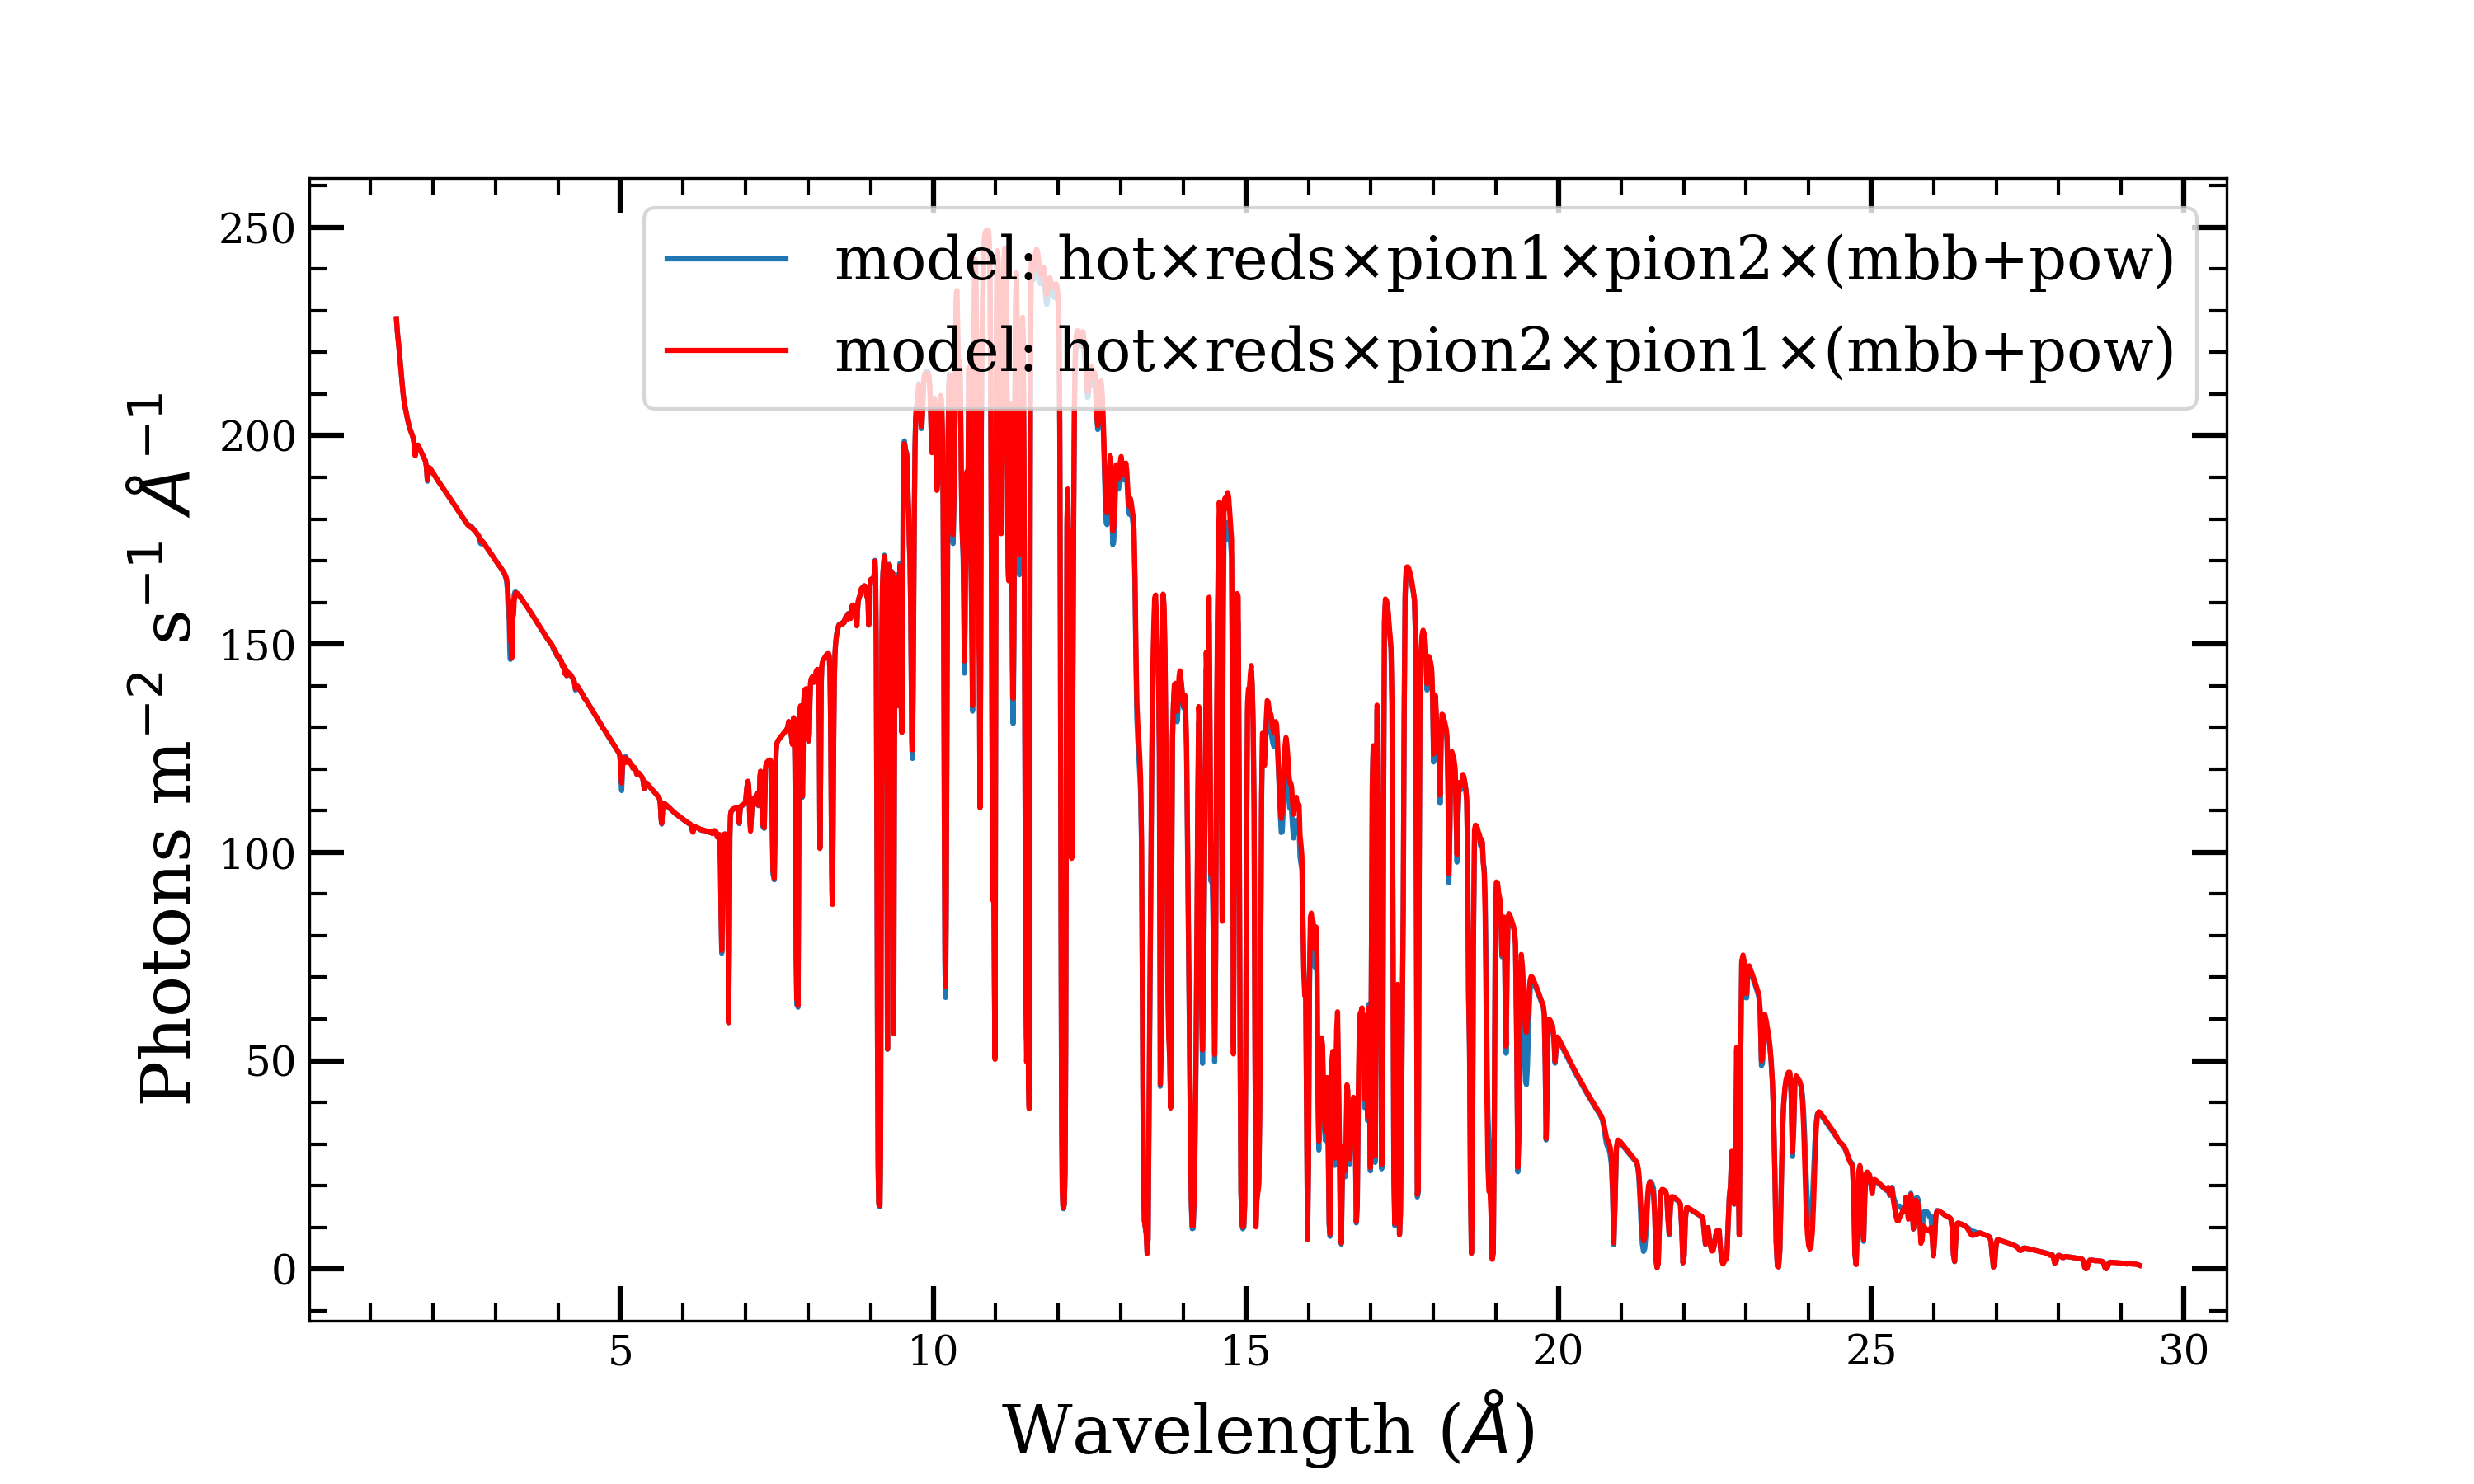 model: hot×reds×pion1×pion2×(mbb+pow)
model: hot×reds×pion2×pion1×(mbb+pow)
250
200
150
100
50
0
Photons m⁻² s⁻¹ Å⁻¹
5 10 15 20 25 30
Wavelength (Å)